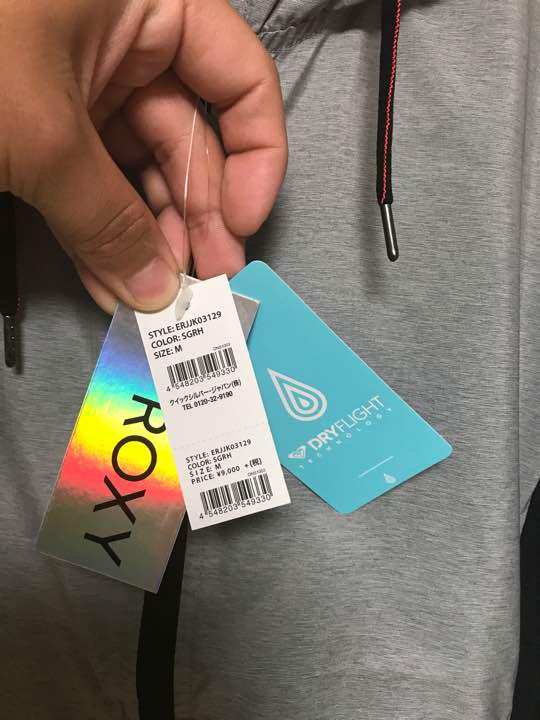 STYLE: ERJJK03129
COLOR: SGRH
SIZE: M
ON01003
4 548203 549330
クイックシルバー・ジャパン(株)
TEL 0120-32-9190
STYLE: ERJJK03129
COLOR: SGRH
SIZE: M
ON01003
PRICE: ¥9,000 +(税)
4 548203 549330
ROXY
DRYFLIGHT
TECHNOLOGY